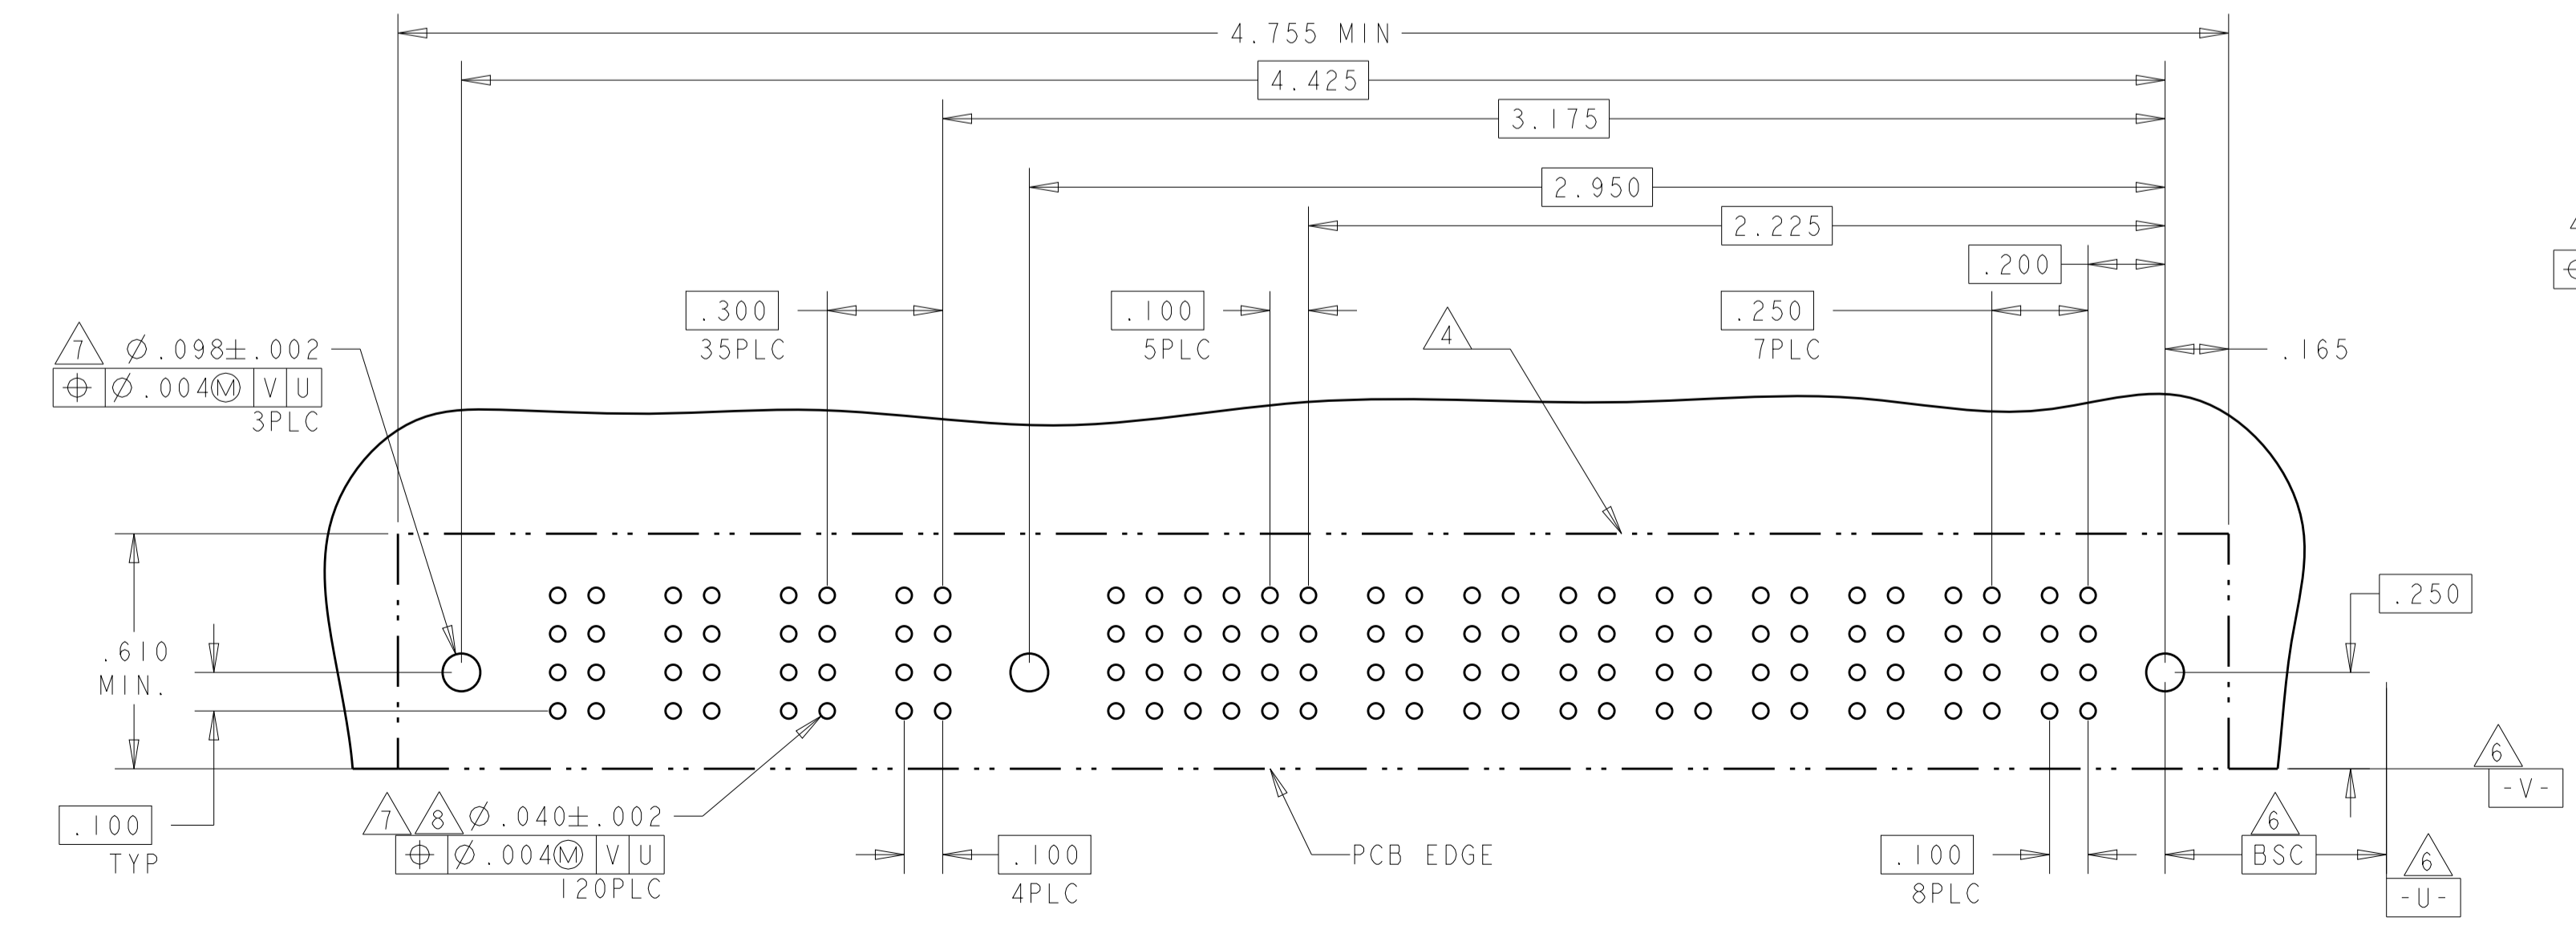 4.755 MIN
4.425
3.175
2.950
2.225
.200
.300
35PLC
.100
5PLC
4
.250
7PLC
.165
7 Ø.098±.002
⌖ Ø.004Ⓜ V U
3PLC
.610
MIN.
.250
.100
TYP
7 8 Ø.040±.002
⌖ Ø.004Ⓜ V U
120PLC
.100
4PLC
PCB EDGE
.100
8PLC
6
BSC
6
-V-
6
-U-